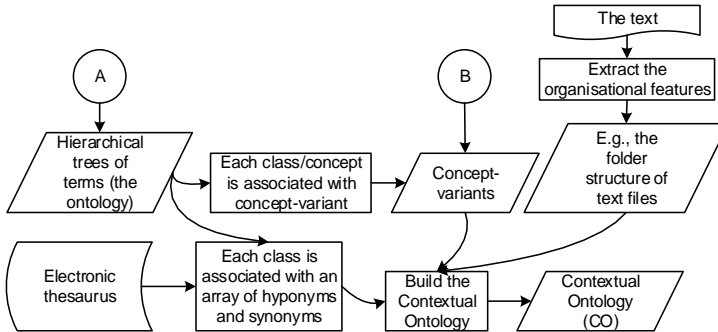 The text
A
B
Extract the
organisational features
Hierarchical
trees of
terms (the
ontology)
Each class/concept
is associated with
concept-variant
Concept-
variants
E.g., the
folder
structure of
text files
Electronic
thesaurus
Each class is
associated with an
array of hyponyms
and synonyms
Build the
Contextual
Ontology
Contextual
Ontology
(CO)